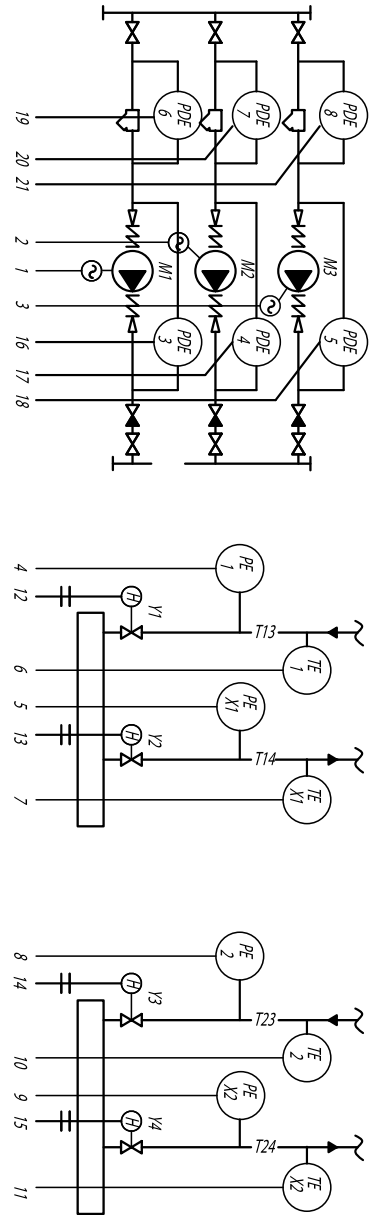 PDE 6
PDE 7
PDE 8
M1
M2
M3
PDE 3
PDE 4
PDE 5
19
20
21
2
1
3
16
17
18
PE 1
Y1
T13
TE 1
PE X1
Y2
T14
TE X1
H
H
4
12
6
5
13
7
PE 2
Y3
T23
TE 2
PE X2
Y4
T24
TE X2
H
H
8
14
10
9
15
11